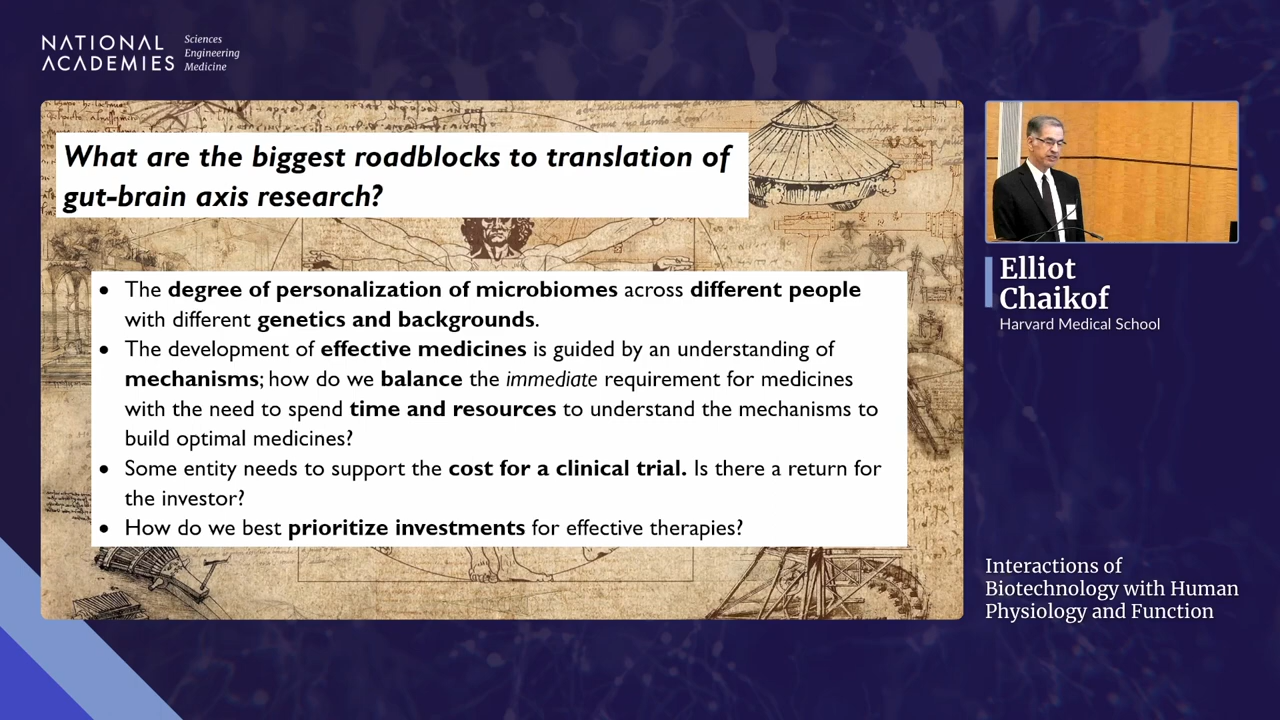 NATIONAL
ACADEMIES
Sciences
Engineering
Medicine
What are the biggest roadblocks to translation of
gut-brain axis research?
• The degree of personalization of microbiomes across different people
with different genetics and backgrounds.
• The development of effective medicines is guided by an understanding of
mechanisms; how do we balance the immediate requirement for medicines
with the need to spend time and resources to understand the mechanisms to
build optimal medicines?
• Some entity needs to support the cost for a clinical trial. Is there a return for
the investor?
• How do we best prioritize investments for effective therapies?
Elliot
Chaikof
Harvard Medical School
Interactions of
Biotechnology with Human
Physiology and Function